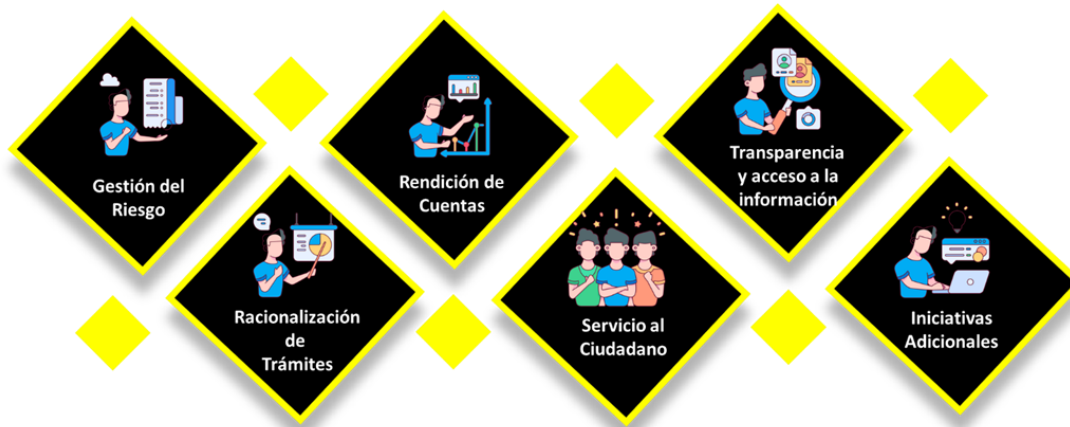 Gestión del
Riesgo
Racionalización
de
Trámites
Rendición de
Cuentas
Servicio al
Ciudadano
Transparencia
y acceso a la
información
Iniciativas
Adicionales